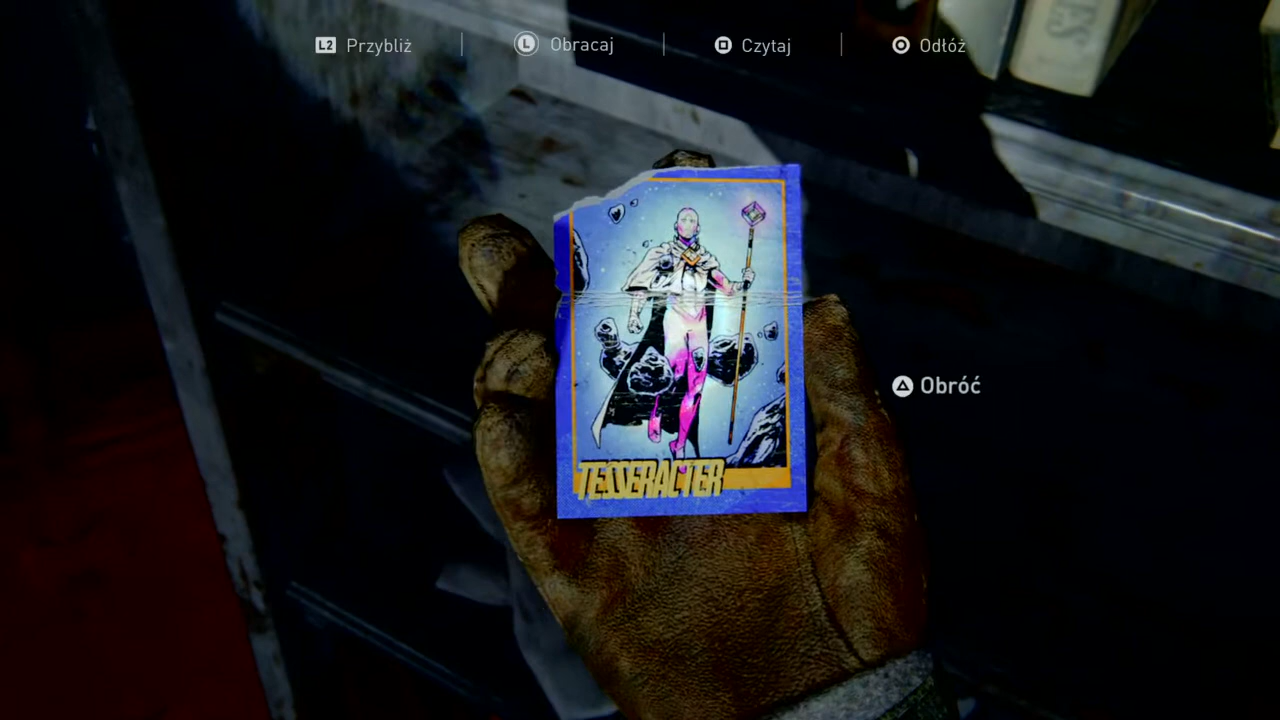 L2 Przybliż
L Obracaj
Czytaj
Odłóż
Obróć
TESSERACTER